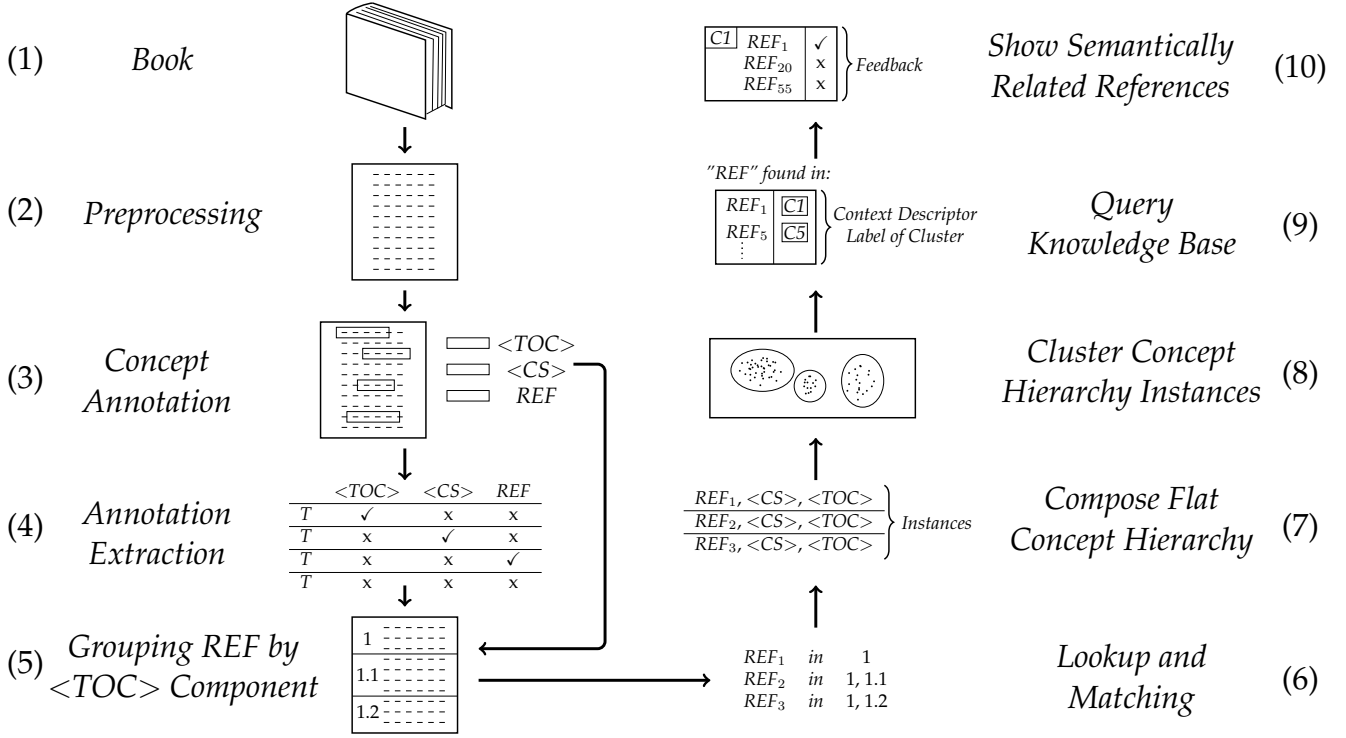 (1) Book
(2) Preprocessing
(3) Concept
Annotation
<TOC>
<CS>
REF
(4) Annotation
Extraction
<TOC> <CS> REF
T ✓ x x
T x ✓ x
T x x ✓
T x x x
(5) Grouping REF by
<TOC> Component
1
1.1
1.2
REF1 in 1
REF2 in 1, 1.1
REF3 in 1, 1.2
Lookup and
Matching (6)
REF1, <CS>, <TOC>
REF2, <CS>, <TOC>
REF3, <CS>, <TOC>
Instances
Compose Flat
Concept Hierarchy (7)
Cluster Concept
Hierarchy Instances (8)
"REF" found in:
REF1 C1
REF5 C5
Context Descriptor
Label of Cluster
Query
Knowledge Base (9)
C1 REF1 ✓
REF20 x
REF55 x
Feedback
Show Semantically
Related References (10)